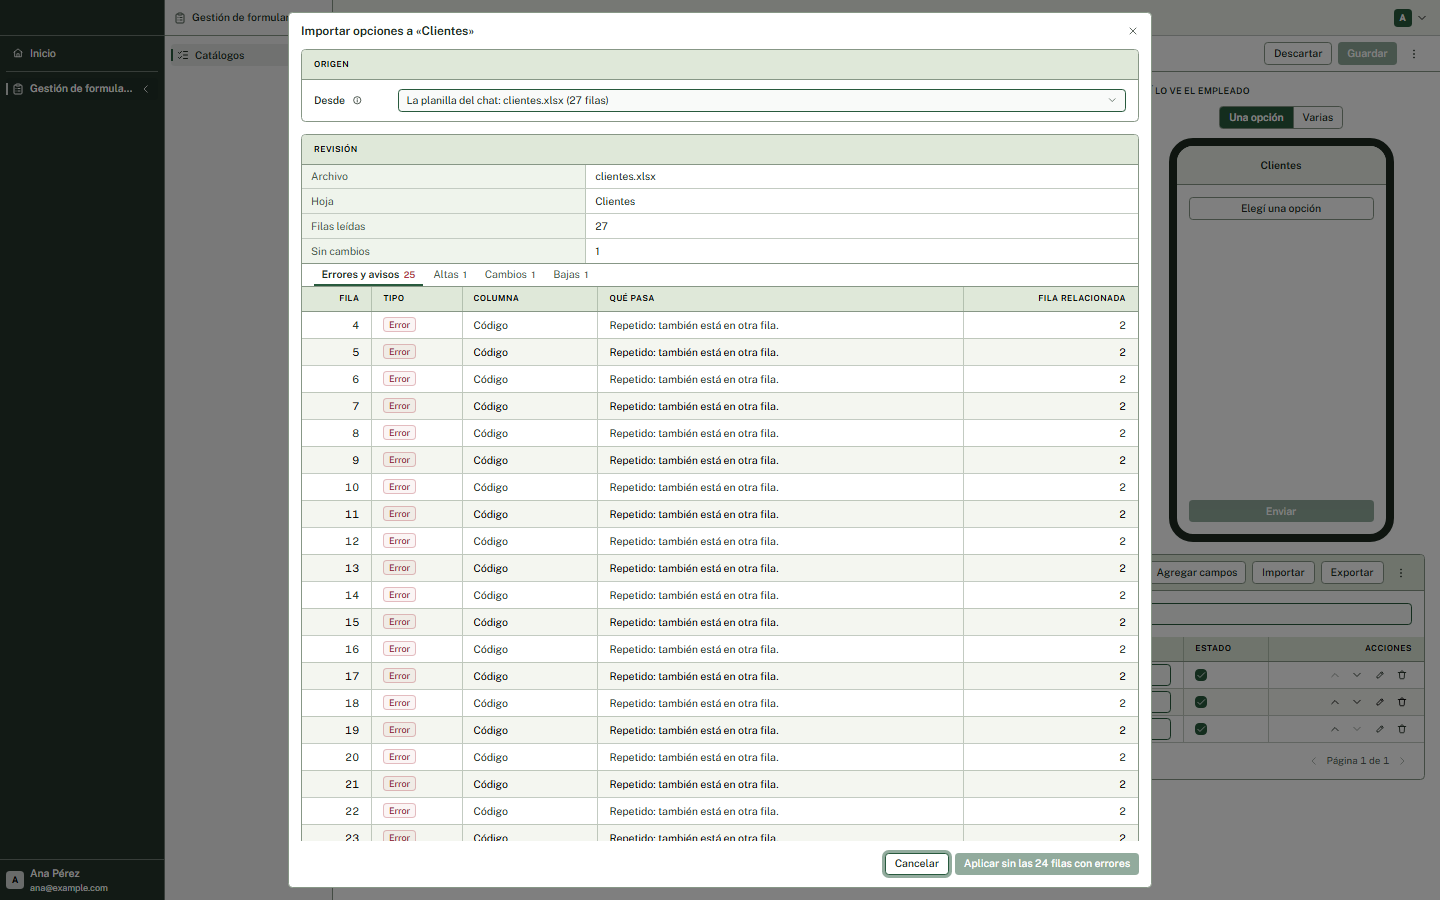 Gestión de formular
Importar opciones a «Clientes»
A
Inicio
Catálogos
Gestión de formula...
Descartar
Guardar
ORIGEN
Desde
La planilla del chat: clientes.xlsx (27 filas)
LO VE EL EMPLEADO
Una opción
Varias
REVISIÓN
Archivo
clientes.xlsx
Hoja
Clientes
Filas leídas
27
Sin cambios
1
Clientes
Elegí una opción
Enviar
Errores y avisos 25
Altas 1
Cambios 1
Bajas 1
FILA TIPO COLUMNA QUÉ PASA FILA RELACIONADA
4 Error Código Repetido: también está en otra fila. 2
5 Error Código Repetido: también está en otra fila. 2
6 Error Código Repetido: también está en otra fila. 2
7 Error Código Repetido: también está en otra fila. 2
8 Error Código Repetido: también está en otra fila. 2
9 Error Código Repetido: también está en otra fila. 2
10 Error Código Repetido: también está en otra fila. 2
11 Error Código Repetido: también está en otra fila. 2
12 Error Código Repetido: también está en otra fila. 2
13 Error Código Repetido: también está en otra fila. 2
14 Error Código Repetido: también está en otra fila. 2
15 Error Código Repetido: también está en otra fila. 2
16 Error Código Repetido: también está en otra fila. 2
17 Error Código Repetido: también está en otra fila. 2
18 Error Código Repetido: también está en otra fila. 2
19 Error Código Repetido: también está en otra fila. 2
20 Error Código Repetido: también está en otra fila. 2
21 Error Código Repetido: también está en otra fila. 2
22 Error Código Repetido: también está en otra fila. 2
23 Error Código Repetido: también está en otra fila. 2
Agregar campos
Importar
Exportar
ESTADO
ACCIONES
Página 1 de 1
Cancelar
Aplicar sin las 24 filas con errores
A
Ana Pérez
ana@example.com